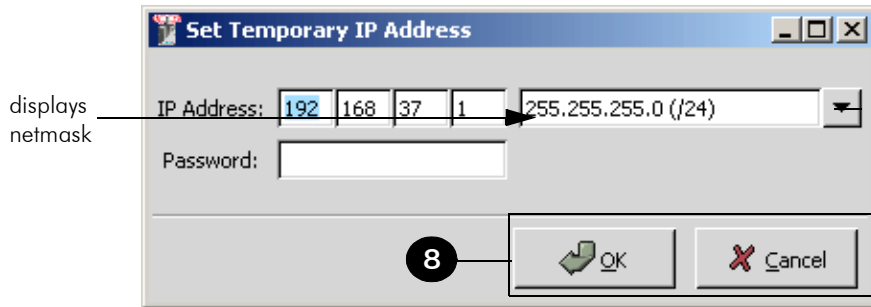 Set Temporary IP Address
displays
netmask
IP Address: 192 168 37 1 255.255.255.0 (/24)
Password:
8 OK Cancel